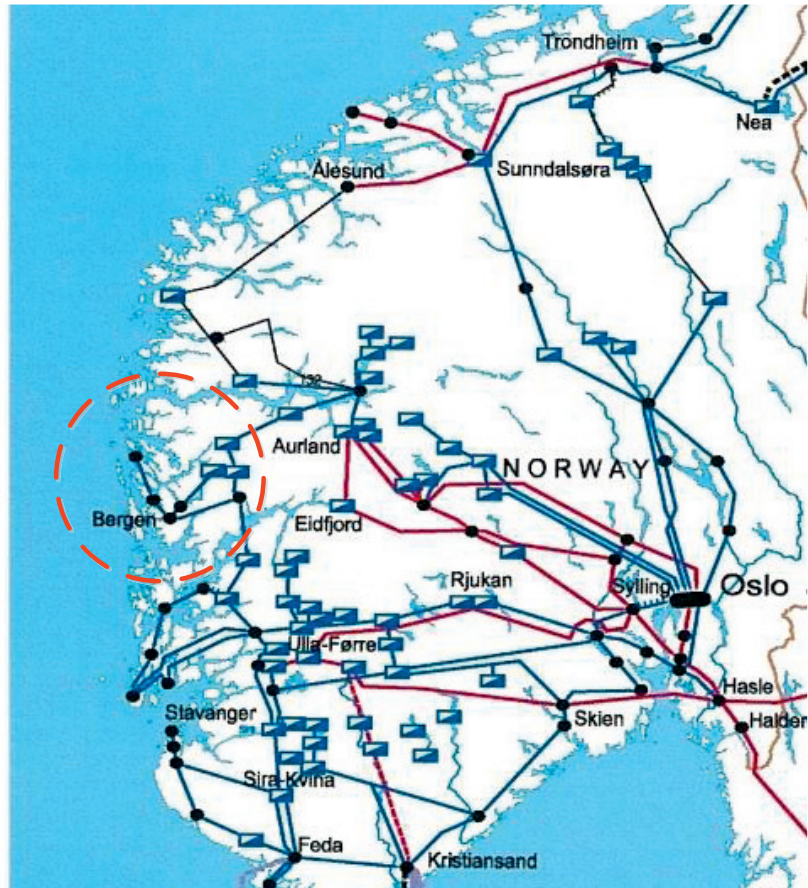 Trondheim
Nea
Ålesund
Sunndalsøra
132
Aurland
NORWAY
Bergen
Eidfjord
Rjukan
Sylling
Oslo
Ulla-Førre
Hasle
Stavanger
Skien
Halden
Sira-Kvina
Feda
Kristiansand